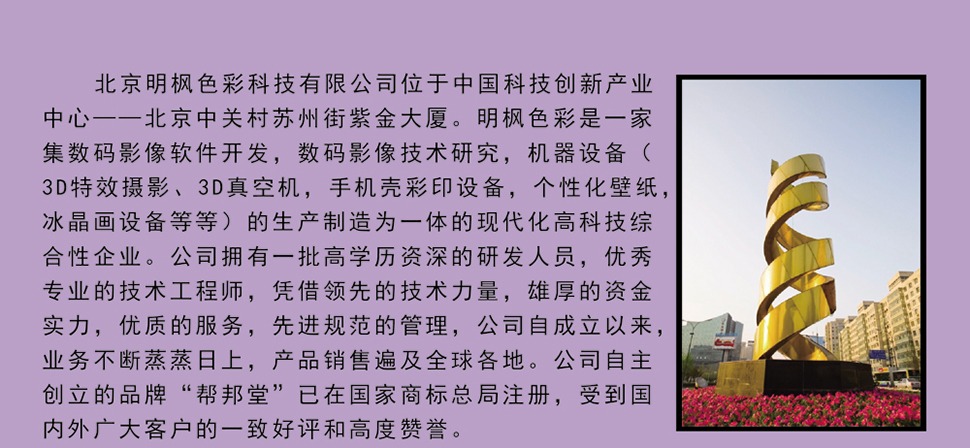 北京明枫色彩科技有限公司位于中国科技创新产业
中心——北京中关村苏州街紫金大厦。明枫色彩是一家
集数码影像软件开发，数码影像技术研究，机器设备（
3D特效摄影、3D真空机，手机壳彩印设备，个性化壁纸，
冰晶画设备等等）的生产制造为一体的现代化高科技综
合性企业。公司拥有一批高学历资深的研发人员，优秀
专业的技术工程师，凭借领先的技术力量，雄厚的资金
实力，优质的服务，先进规范的管理，公司自成立以来，
业务不断蒸蒸日上，产品销售遍及全球各地。公司自主
创立的品牌“帮邦堂”已在国家商标总局注册，受到国
内外广大客户的一致好评和高度赞誉。